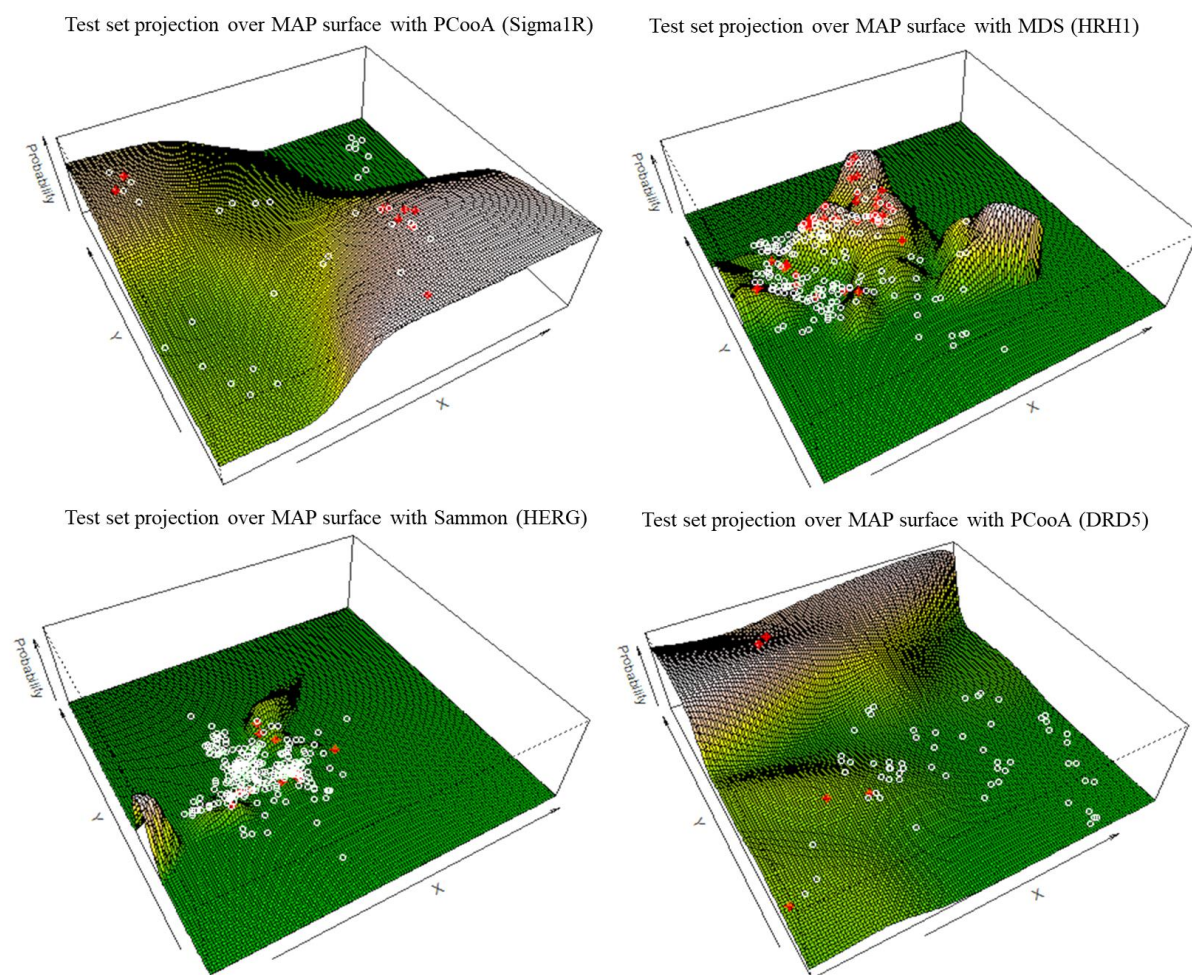 Test set projection over MAP surface with PCooA (Sigma1R)
Probability
Y
X
Test set projection over MAP surface with MDS (HRH1)
Probability
Y
X
Test set projection over MAP surface with Sammon (HERG)
Probability
Y
X
Test set projection over MAP surface with PCooA (DRD5)
Probability
Y
X